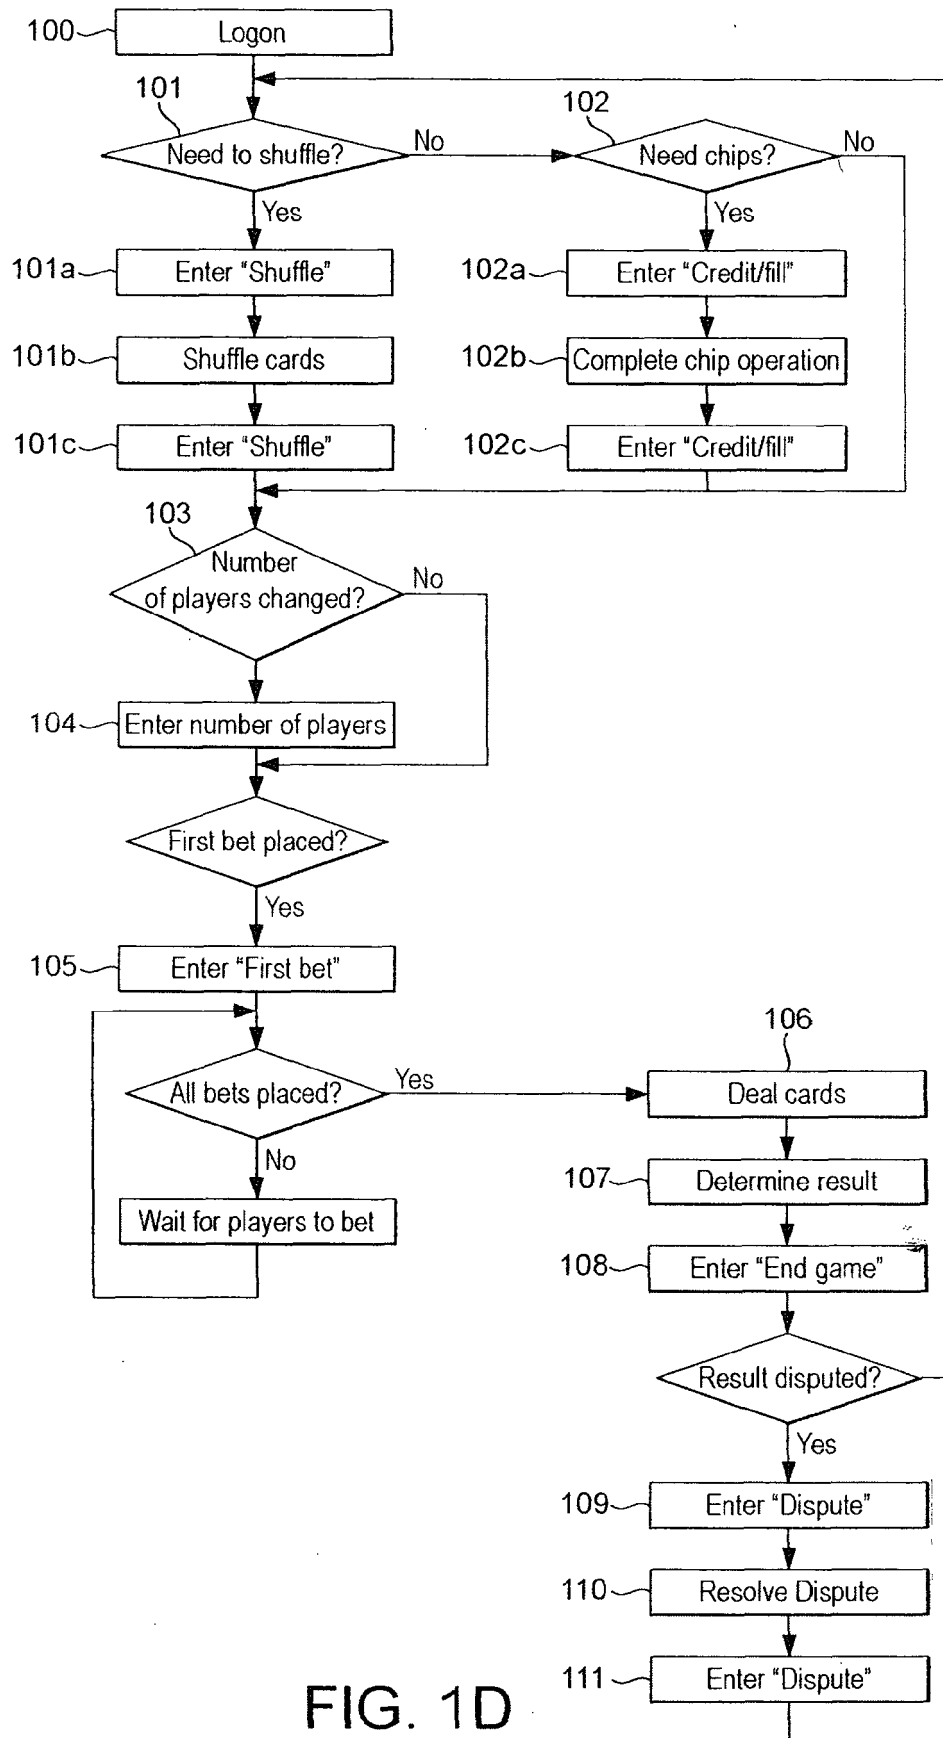 100
Logon
101
Need to shuffle?
No
102
Need chips?
No
Yes
Yes
101a
Enter “Shuffle”
102a
Enter “Credit/fill”
101b
Shuffle cards
102b
Complete chip operation
101c
Enter “Shuffle”
102c
Enter “Credit/fill”
103
Number
of players changed?
No
104
Enter number of players
First bet placed?
Yes
105
Enter “First bet”
All bets placed?
Yes
No
Wait for players to bet
106
Deal cards
107
Determine result
108
Enter “End game”
Result disputed?
Yes
109
Enter “Dispute”
110
Resolve Dispute
111
Enter “Dispute”
FIG. 1D